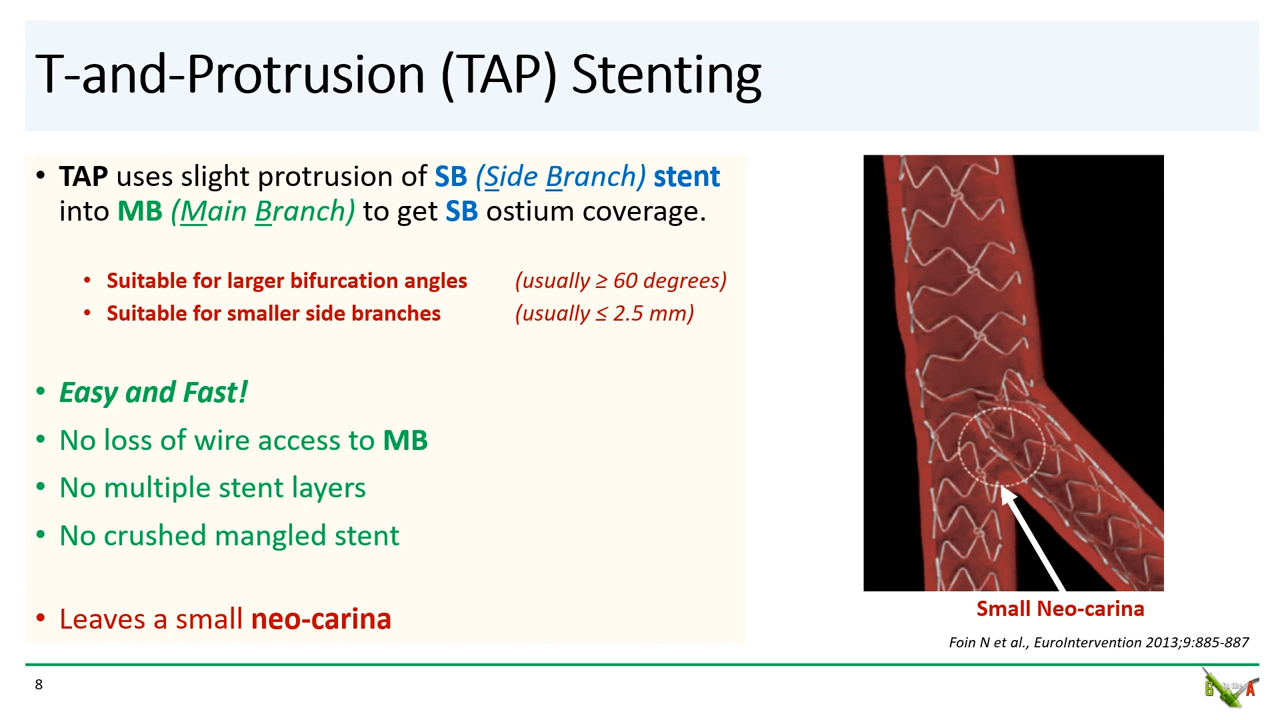 T-and-Protrusion (TAP) Stenting
• TAP uses slight protrusion of SB (Side Branch) stent
into MB (Main Branch) to get SB ostium coverage.
• Suitable for larger bifurcation angles (usually ≥ 60 degrees)
• Suitable for smaller side branches (usually ≤ 2.5 mm)
• Easy and Fast!
• No loss of wire access to MB
• No multiple stent layers
• No crushed mangled stent
• Leaves a small neo-carina
Small Neo-carina
Foin N et al., EuroIntervention 2013;9:885-887
8